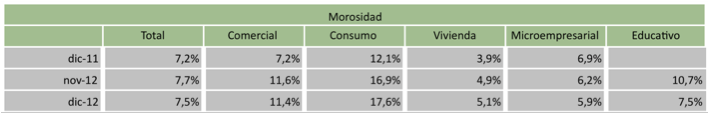 Morosidad
Total Comercial Consumo Vivienda Microempresarial Educativo
dic-11 7,2% 7,2% 12,1% 3,9% 6,9%
nov-12 7,7% 11,6% 16,9% 4,9% 6,2% 10,7%
dic-12 7,5% 11,4% 17,6% 5,1% 5,9% 7,5%